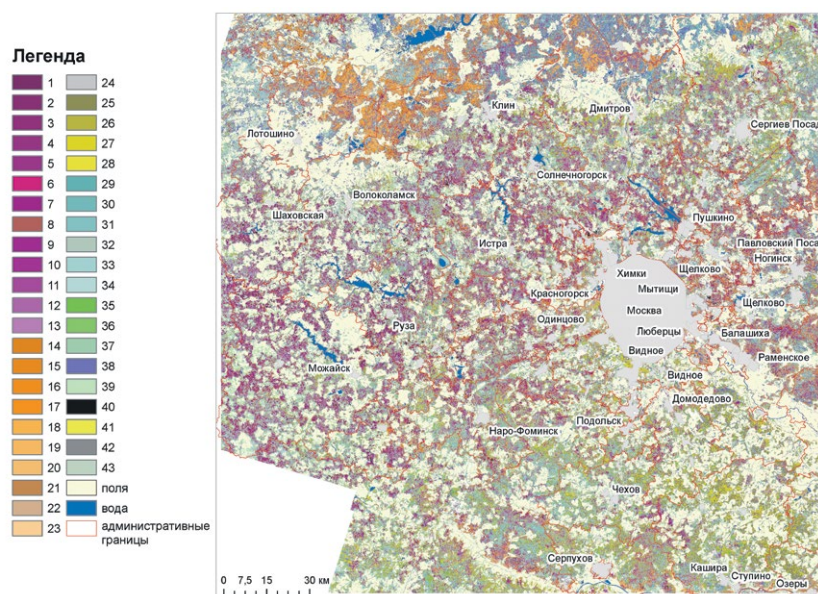 Легенда
1 24
2 25
3 26
4 27
5 28
6 29
7 30
8 31
9 32
10 33
11 34
12 35
13 36
14 37
15 38
16 39
17 40
18 41
19 42
20 43
21 поля
22 вода
23 административные
границы
Клин
Дмитров
Лотошино
Сергиев Посад
Солнечногорск
Волоколамск
Шаховская
Пушкино
Истра
Павловский Поса
Ногинск
Химки
Щелково
Мытищи
Красногорск
Щелково
Москва
Одинцово
Руза
Люберцы
Балашиха
Видное
Раменское
Можайск
Видное
Домодедово
Подольск
Наро-Фоминск
Чехов
Серпухов
Кашира
Ступино
Озеры
0 7,5 15 30 км